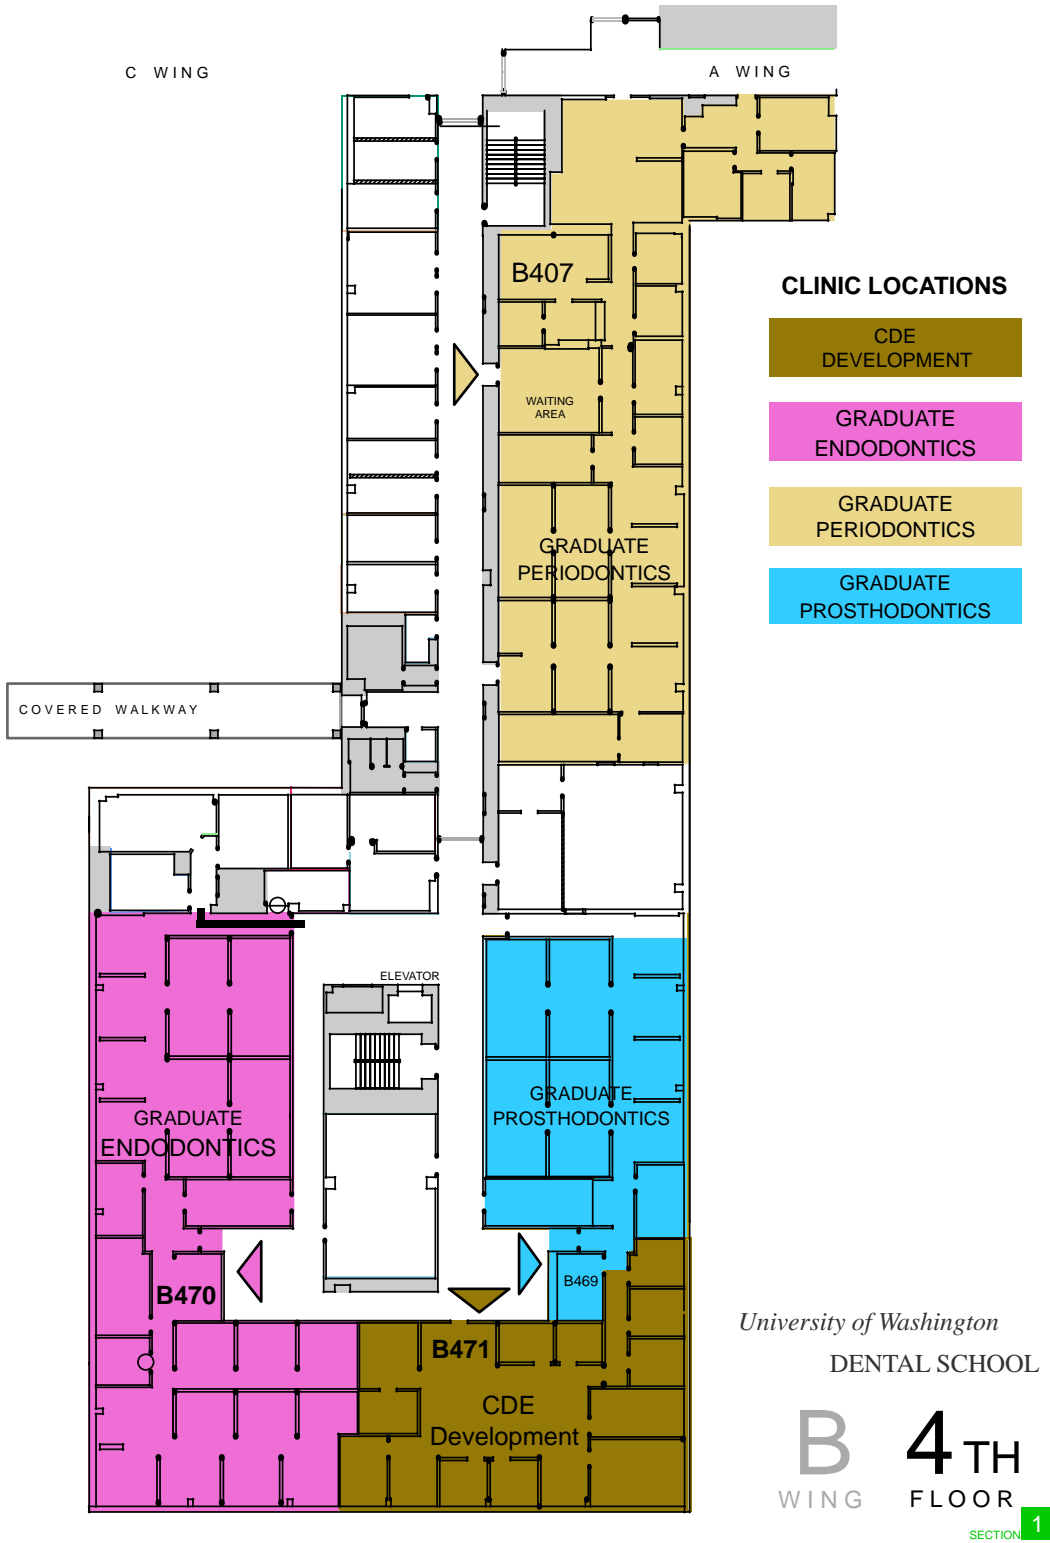 C WING
A WING
B407
CLINIC LOCATIONS
CDE
DEVELOPMENT
GRADUATE
ENDODONTICS
GRADUATE
PERIODONTICS
GRADUATE
PROSTHODONTICS
WAITING
AREA
GRADUATE
PERIODONTICS
COVERED WALKWAY
ELEVATOR
GRADUATE
ENDODONTICS
GRADUATE
PROSTHODONTICS
B470
B469
B471
CDE
Development
University of Washington
DENTAL SCHOOL
B
WING
4 TH
FLOOR
SECTION 1